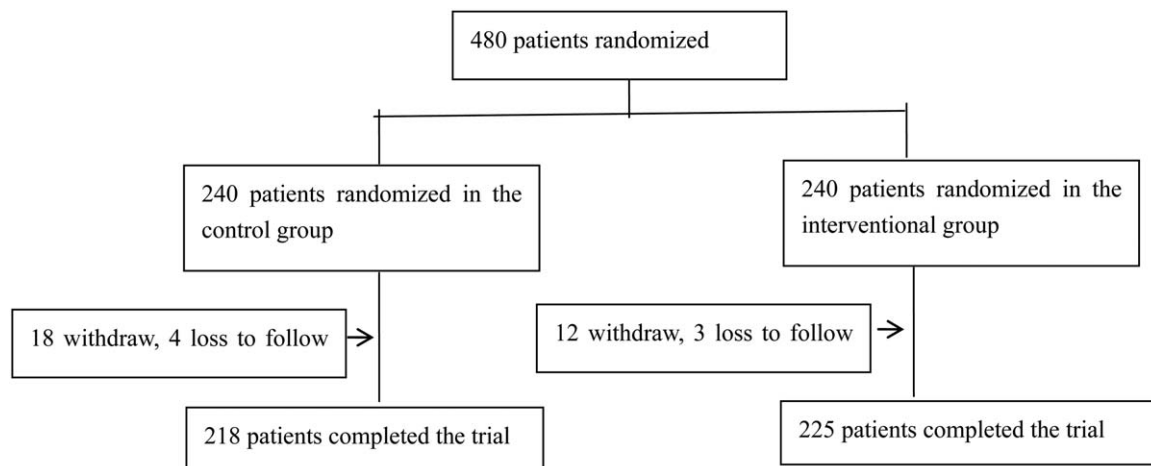 480 patients randomized
240 patients randomized in the
control group
240 patients randomized in the
interventional group
18 withdraw, 4 loss to follow
12 withdraw, 3 loss to follow
218 patients completed the trial
225 patients completed the trial